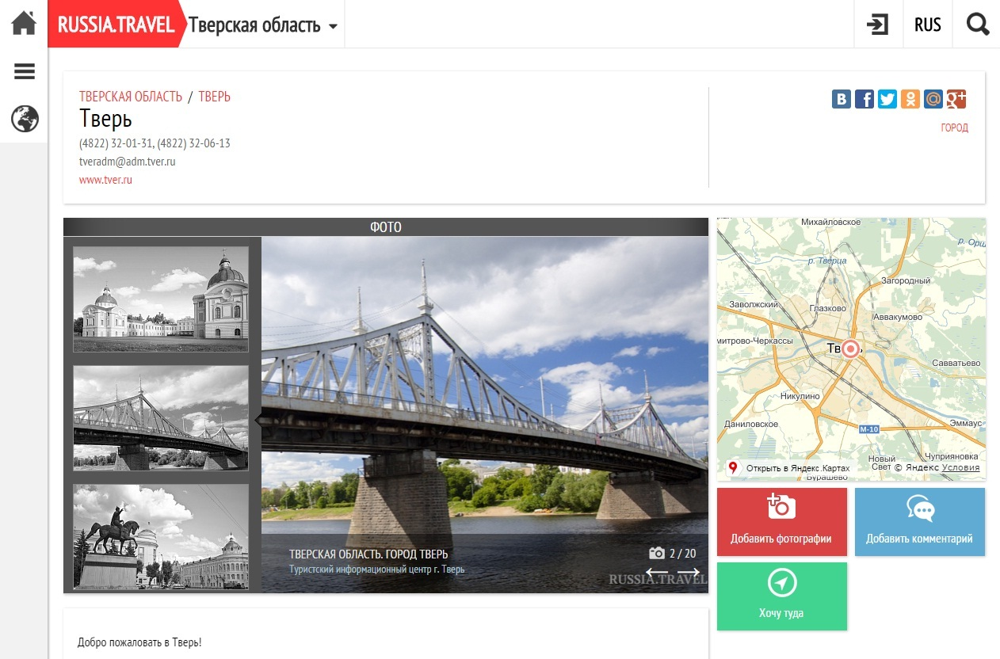 RUSSIA.TRAVEL
Тверская область
RUS
ТВЕРСКАЯ ОБЛАСТЬ / ТВЕРЬ
Тверь
(4822) 32-01-31, (4822) 32-06-13
tveradm@adm.tver.ru
www.tver.ru
ГОРОД
ФОТО
ТВЕРСКАЯ ОБЛАСТЬ. ГОРОД ТВЕРЬ
Туристский информационный центр г. Тверь
2 / 20
RUSSIA.TRAVEL
Михайловское
р. Орш
р. Тверца
Загородный
Заволжский
Глазково
Аввакумово
митрово-Черкассы
Тв
Савватьево
Никулино
Даниловское
М-10
Эммаус
Новый
Свет
Чуприяновка
Открыть в Яндекс.Картах
© Яндекс Условия
Бурашево
Добавить фотографии
Добавить комментарий
Хочу туда
Добро пожаловать в Тверь!